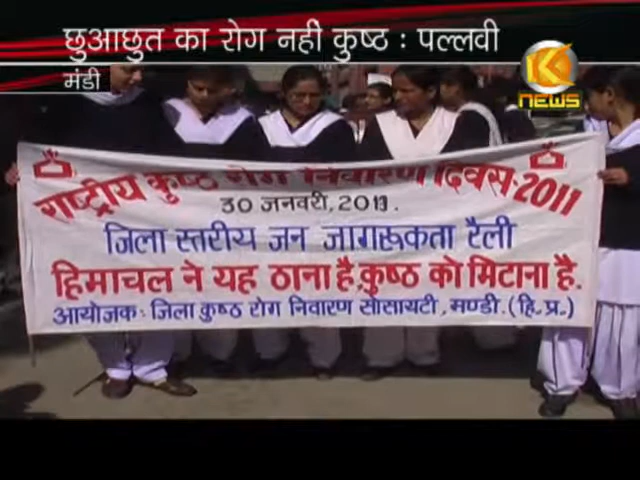 छुआछुत का रोग नहीं कुष्ठ : पल्लवी
मंडी
K
NEWS
राष्ट्रीय कुष्ठ रोग निवारण दिवस-2011
30 जनवरी, 2011.
जिला स्तरीय जन जागरूकता रैली
हिमाचल ने यह ठाना है, कुष्ठ को मिटाना है.
आयोजक: जिला कुष्ठ रोग निवारण सोसायटी, मण्डी. (हि.प्र.)